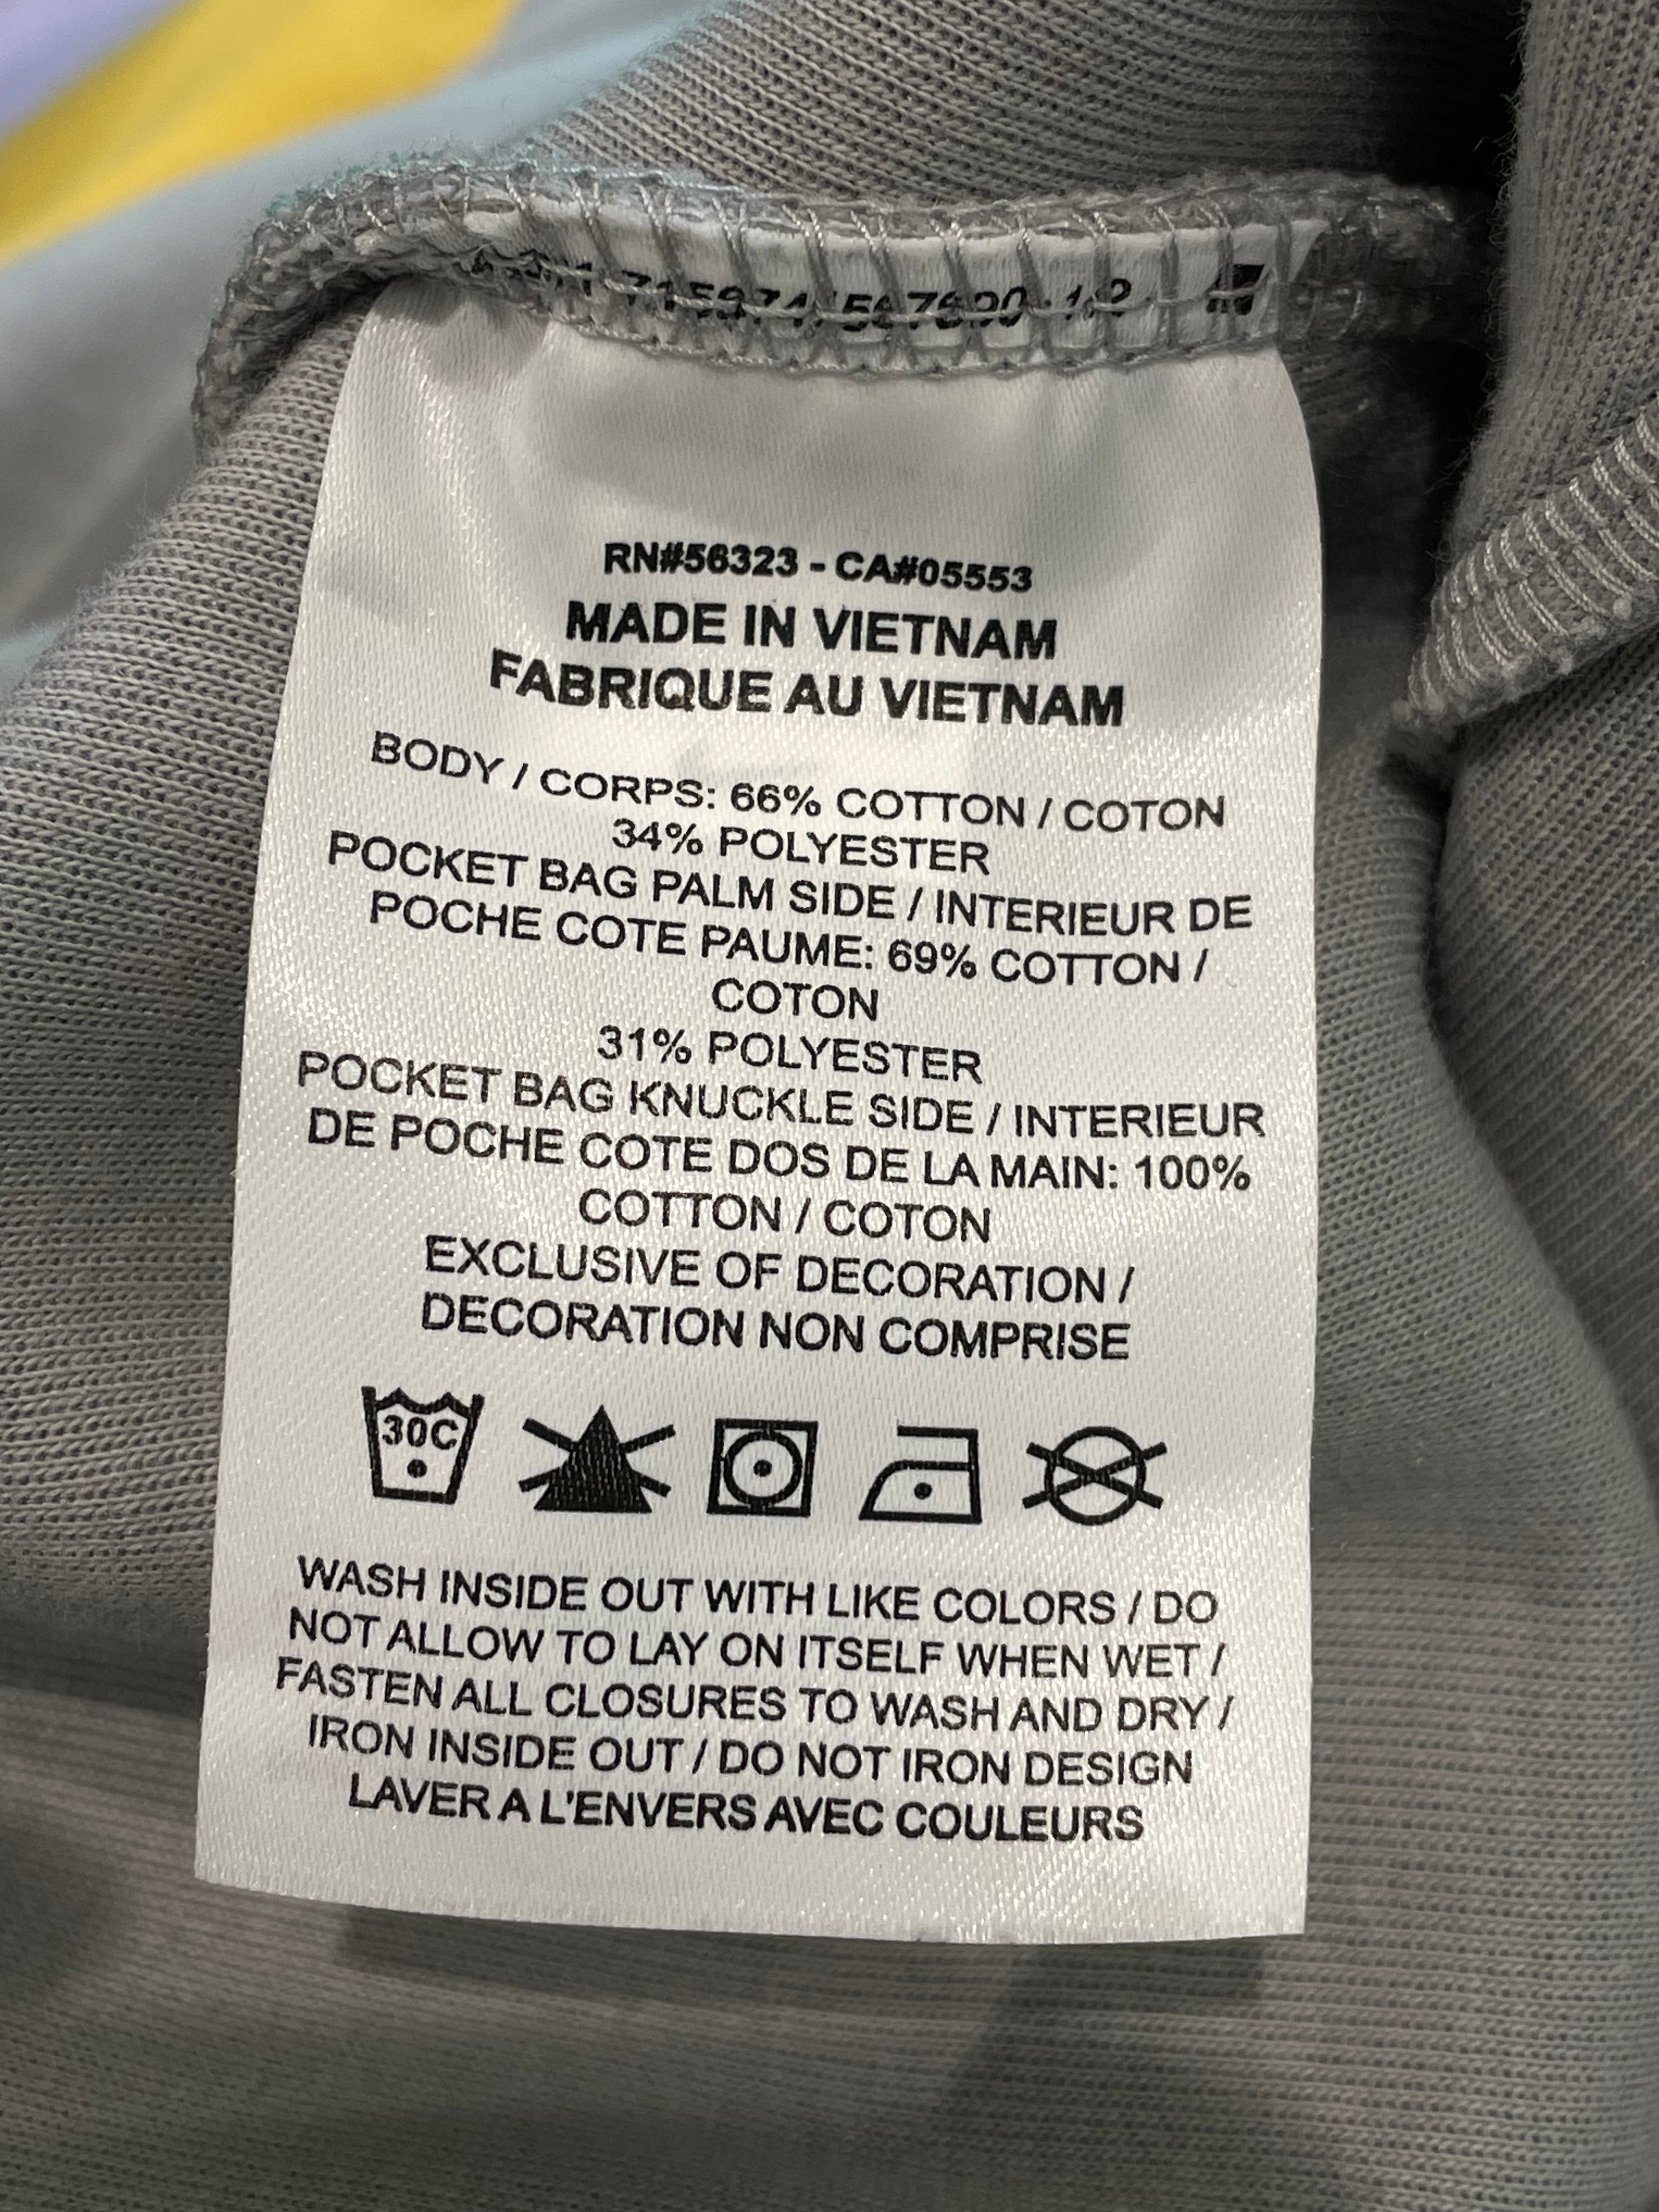 RN#56323 - CA#05553
MADE IN VIETNAM
FABRIQUE AU VIETNAM
BODY / CORPS: 66% COTTON / COTON
34% POLYESTER
POCKET BAG PALM SIDE / INTERIEUR DE
POCHE COTE PAUME: 69% COTTON /
COTON
31% POLYESTER
POCKET BAG KNUCKLE SIDE / INTERIEUR
DE POCHE COTE DOS DE LA MAIN: 100%
COTTON / COTON
EXCLUSIVE OF DECORATION /
DECORATION NON COMPRISE
30C
WASH INSIDE OUT WITH LIKE COLORS / DO
NOT ALLOW TO LAY ON ITSELF WHEN WET /
FASTEN ALL CLOSURES TO WASH AND DRY /
IRON INSIDE OUT / DO NOT IRON DESIGN
LAVER A L'ENVERS AVEC COULEURS